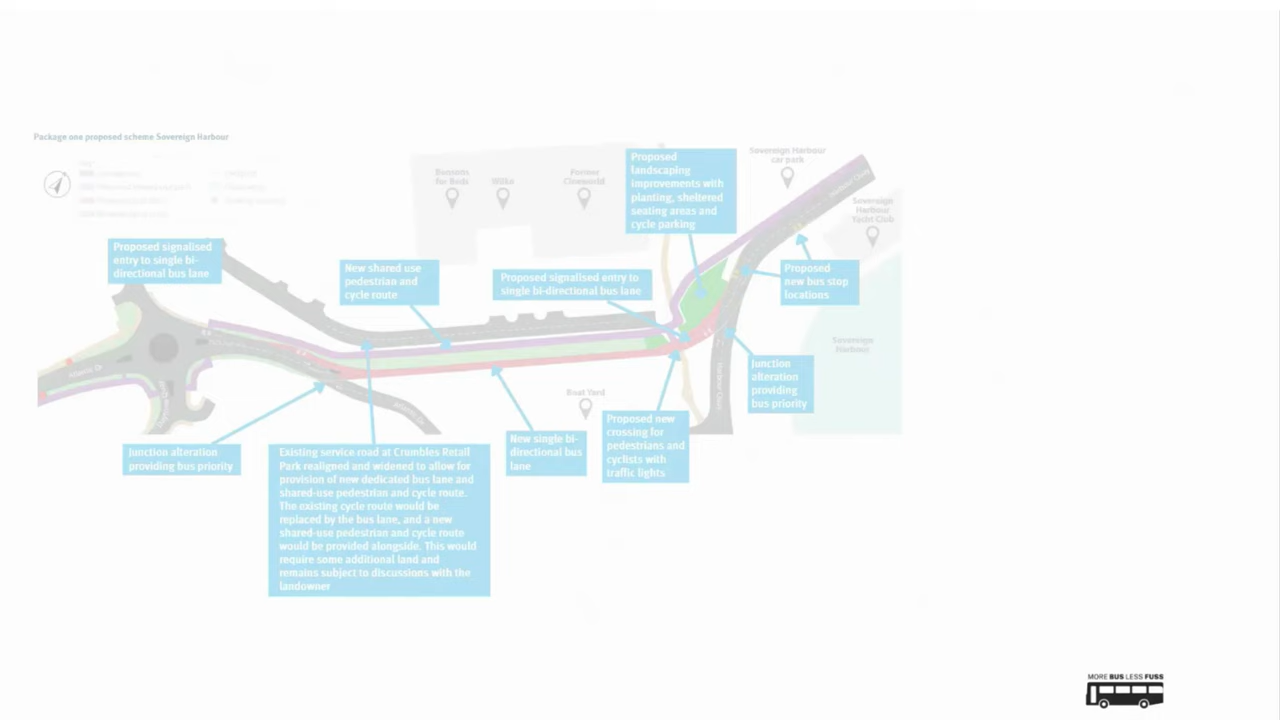 Package one proposed scheme Sovereign Harbour
Key
Bensons
for Beds
Wilko
Former
Cineworld
Proposed
landscaping
improvements with
planting, sheltered
seating areas and
cycle parking
Sovereign Harbour
car park
Harbour Quay
Sovereign
Harbour
Yacht Club
Proposed signalised
entry to single bi-
directional bus lane
New shared use
pedestrian and
cycle route
Proposed signalised entry to
single bi-directional bus lane
Proposed
new bus stop
locations
Sovereign
Harbour
Atlantic Dr
Junction
alteration
providing
bus priority
Harbour Quay
Boat Yard
Junction alteration
providing bus priority
Existing service road at Crumbles Retail
Park realigned and widened to allow for
provision of new dedicated bus lane and
shared-use pedestrian and cycle route.
The existing cycle route would be
replaced by the bus lane, and a new
shared-use pedestrian and cycle route
would be provided alongside. This would
require some additional land and
remains subject to discussions with the
landowner
New single bi-
directional bus
lane
Proposed new
crossing for
pedestrians and
cyclists with
traffic lights
MORE BUS LESS FUSS